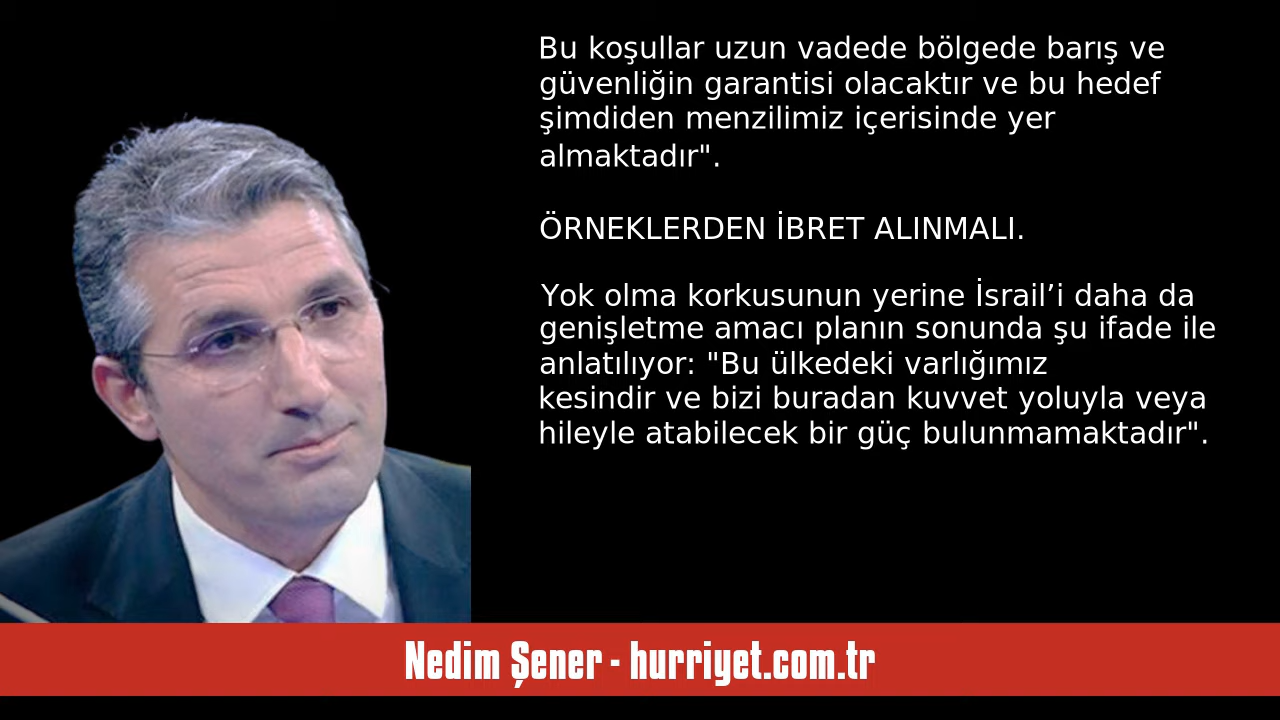 Bu koşullar uzun vadede bölgede barış ve
güvenliğin garantisi olacaktır ve bu hedef
şimdiden menzilimiz içerisinde yer
almaktadır".
ÖRNEKLERDEN İBRET ALINMALI.
Yok olma korkusunun yerine İsrail’i daha da
genişletme amacı planın sonunda şu ifade ile
anlatılıyor: "Bu ülkedeki varlığımız
kesindir ve bizi buradan kuvvet yoluyla veya
hileyle atabilecek bir güç bulunmamaktadır".
Nedim Şener - hurriyet.com.tr